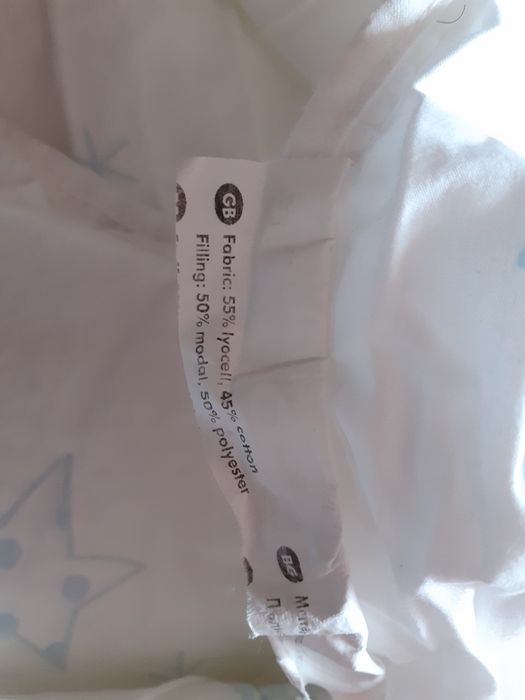 GB Fabric: 55% lyocell, 45% cotton
Filling: 50% modal, 50% polyester
BG